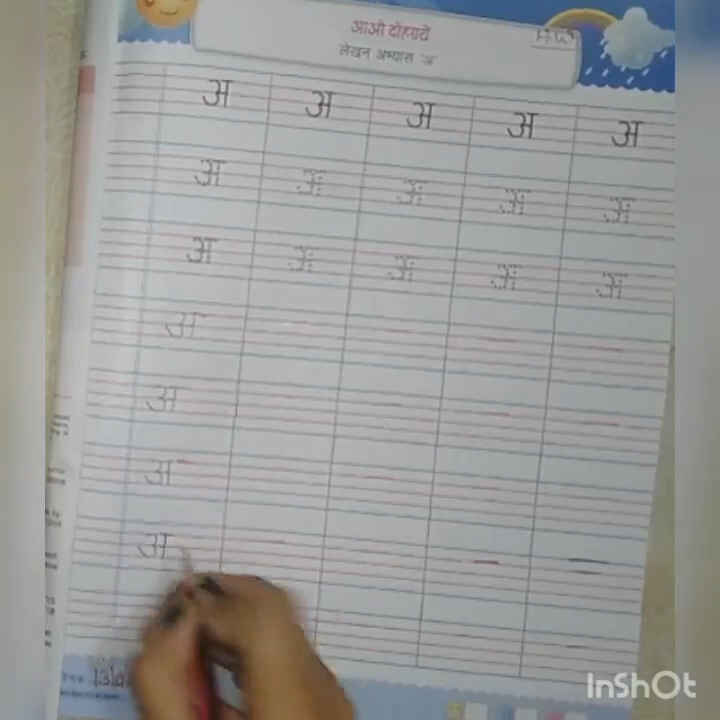 आओ दोहरायें
H.W
लेखन अभ्यास 'अ'
अ अ अ अ अ
अ अ अ अ अ
अ अ अ अ अ
अ
अ
अ
अ
InShOt